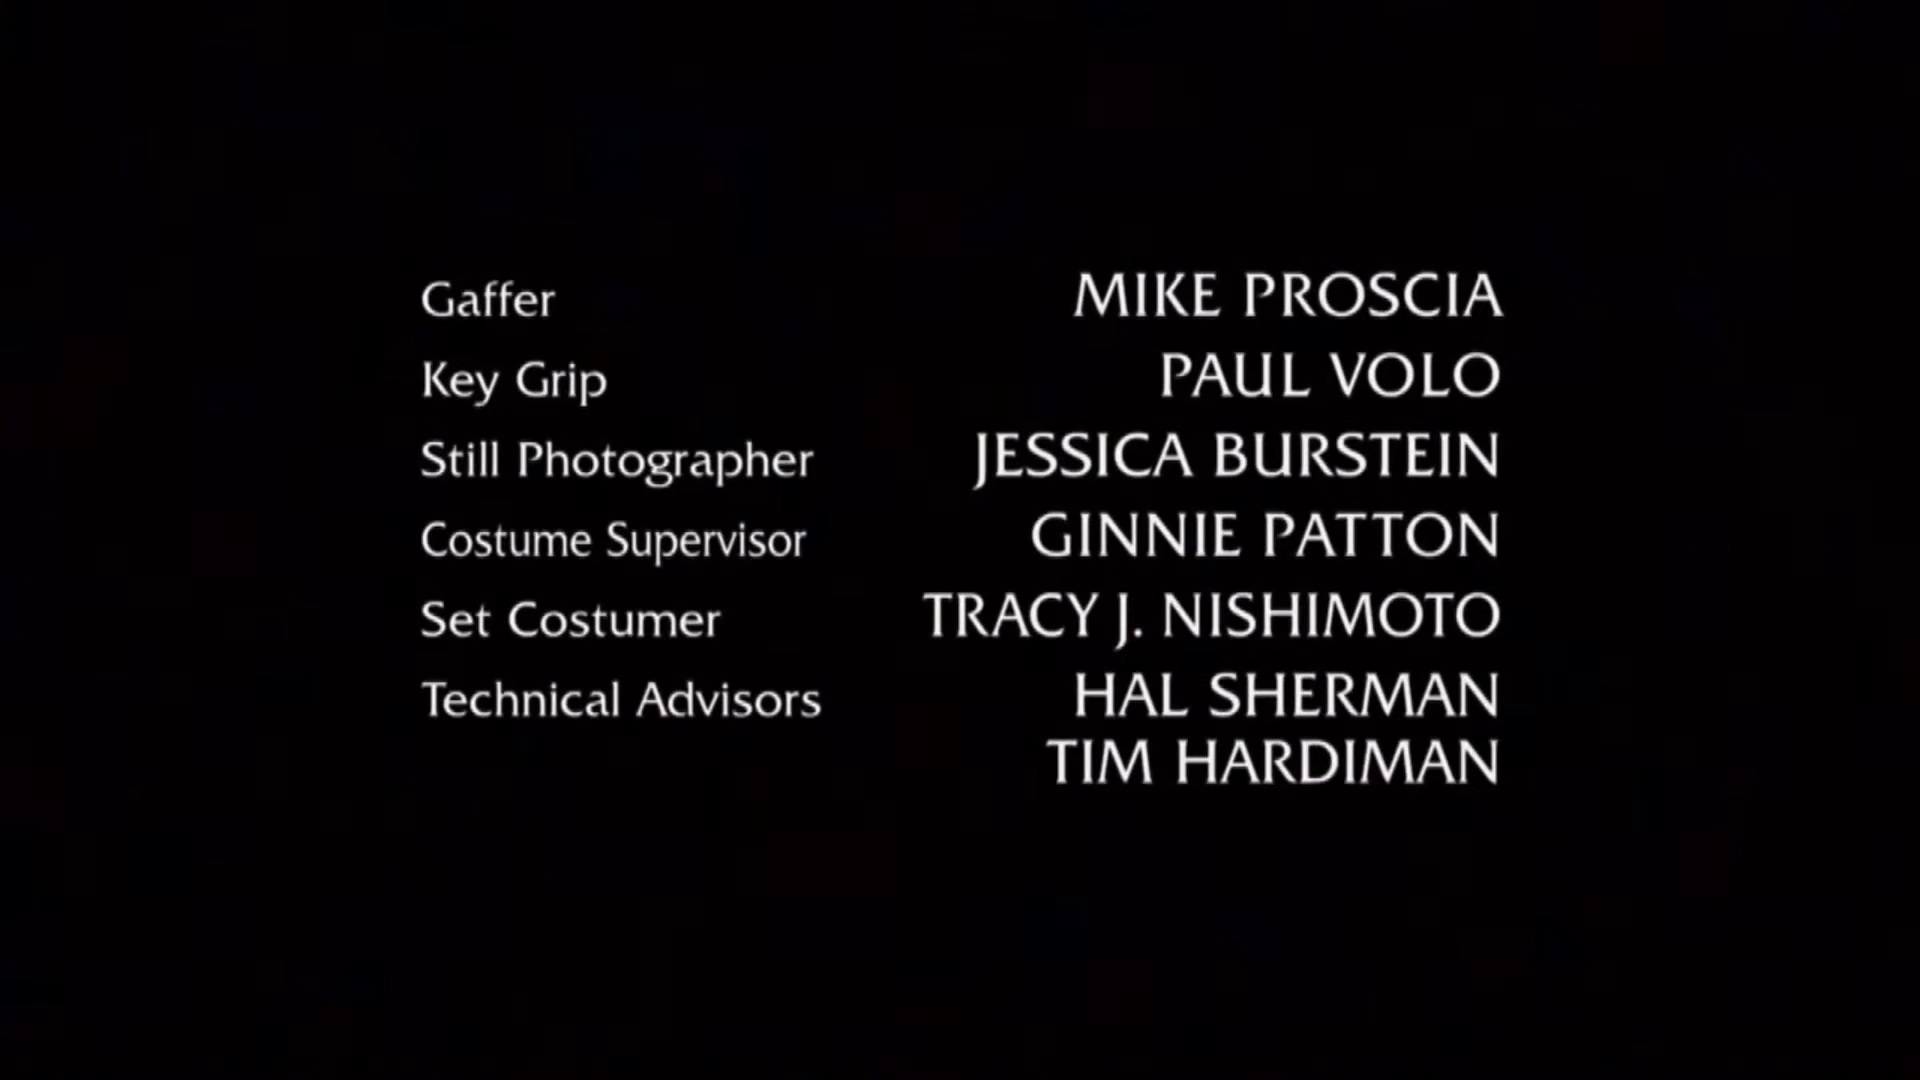 Gaffer MIKE PROSCIA
Key Grip PAUL VOLO
Still Photographer JESSICA BURSTEIN
Costume Supervisor GINNIE PATTON
Set Costumer TRACY J. NISHIMOTO
Technical Advisors HAL SHERMAN
TIM HARDIMAN